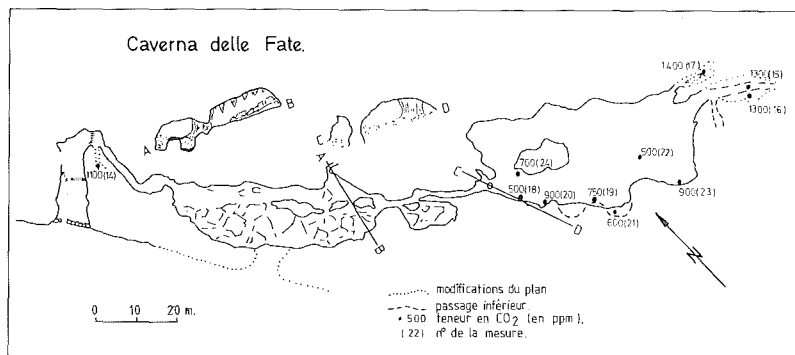 Caverna delle Fate.
A
B
C
D
A
B
C
D
1100(14)
1400(17)
1300(15)
1300(16)
700(24)
500(22)
500(18)
900(20)
750(19)
600(21)
900(23)
N
0 10 20 m.
modifications du plan
passage inférieur.
• 500 teneur en CO₂ (en ppm).
(22) nº de la mesure.